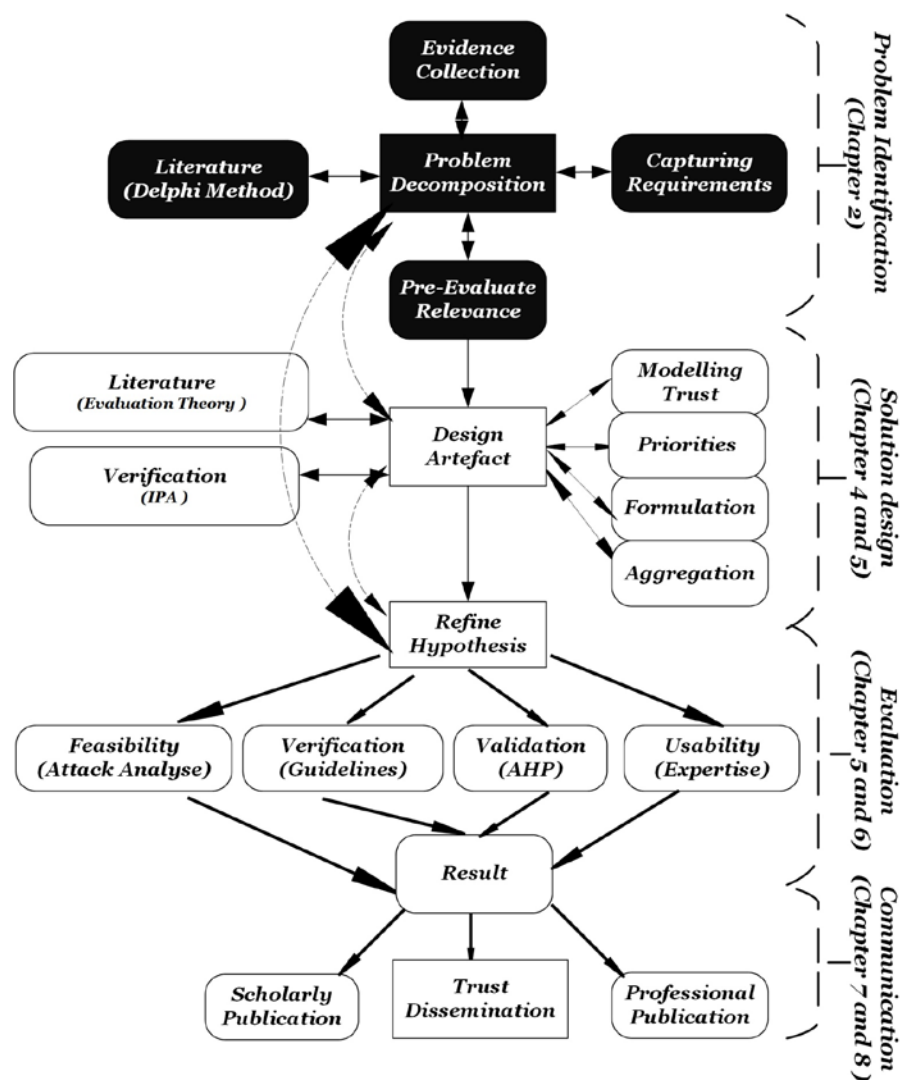 Evidence
Collection
Literature
(Delphi Method)
Problem
Decomposition
Capturing
Requirements
Pre-Evaluate
Relevance
Problem Identification
(Chapter 2)
Literature
(Evaluation Theory )
Verification
(IPA )
Design
Artefact
Modelling
Trust
Priorities
Formulation
Aggregation
Solution design
(Chapter 4 and 5)
Refine
Hypothesis
Feasibility
(Attack Analyse)
Verification
(Guidelines)
Validation
(AHP)
Usability
(Expertise)
Evaluation
(Chapter 5 and 6)
Result
Scholarly
Publication
Trust
Dissemination
Professional
Publication
Communication
(Chapter 7 and 8)